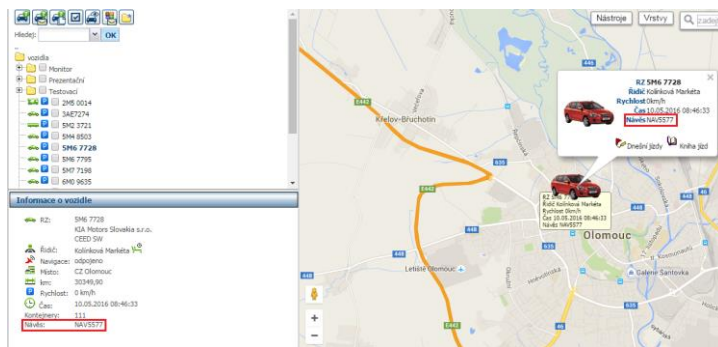 Hledej:
OK
vozidla
Monitor
Prezentační
Testovací
2M5 0014
3AE7274
5M2 3721
5M4 8503
5M6 7728
5M6 7795
5M7 7198
6M0 9635
Informace o vozidle
RZ: 5M6 7728
KIA Motors Slovakia s.r.o.
CEED SW
Řidič: Kolínková Markéta
Navigace: odpojeno
Místo: CZ Olomouc
km: 30349,90
Rychlost: 0 km/h
Čas: 10.05.2016 08:46:33
Kontejnery: 111
Návěs: NAV5577
Nástroje
Vrstvy
zadej
RZ 5M6 7728
Řidič Kolínková Markéta
Rychlost 0km/h
Čas 10.05.2016 08:46:33
Návěs NAV5577
Dnešní jízdy
Kniha jízd
E442
Křelov-Břuchotín
635
635
E442
RZ 5M6 7728
Řidič Kolínková Markéta
Rychlost 0km/h
Čas 10.05.2016 08:46:33
Návěs NAV5577
448
Olomouc
Letiště Olomouc
Galerie Šantovka
635
E442
46